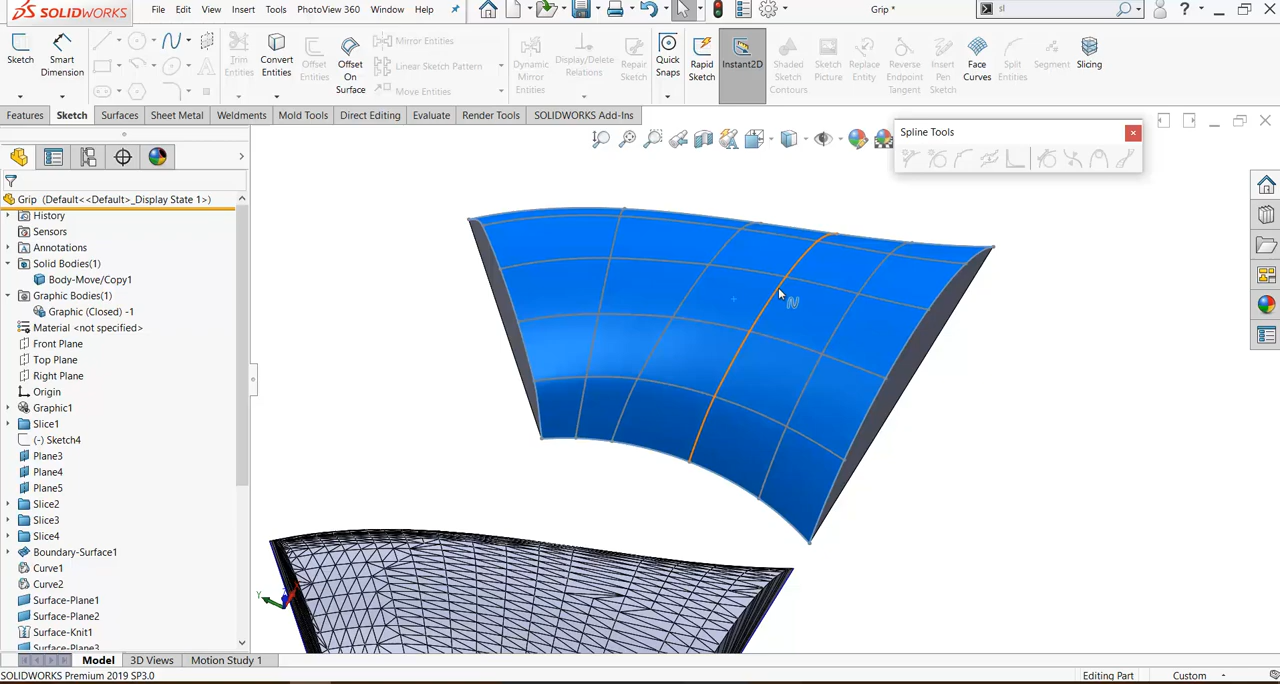 SOLIDWORKS
File Edit View Insert Tools PhotoView 360 Window Help
Grip *
sl
Sketch
Smart Dimension
Trim Entities
Convert Entities
Offset Entities
Offset On Surface
Mirror Entities
Linear Sketch Pattern
Move Entities
Dynamic Mirror Entities
Display/Delete Relations
Repair Sketch
Quick Snaps
Rapid Sketch
Instant2D
Shaded Sketch Contours
Sketch Picture
Replace Entity
Reverse Endpoint Tangent
Insert Pen Sketch
Face Curves
Split Entities
Segment
Slicing
Features Sketch Surfaces Sheet Metal Weldments Mold Tools Direct Editing Evaluate Render Tools SOLIDWORKS Add-Ins
Spline Tools
Grip (Default<<Default>_Display State 1>)
History
Sensors
Annotations
Solid Bodies(1)
Body-Move/Copy1
Graphic Bodies(1)
Graphic (Closed) -1
Material <not specified>
Front Plane
Top Plane
Right Plane
Origin
Graphic1
Slice1
(-) Sketch4
Plane3
Plane4
Plane5
Slice2
Slice3
Slice4
Boundary-Surface1
Curve1
Curve2
Surface-Plane1
Surface-Plane2
Surface-Knit1
Surface-Plane3
Y
Model 3D Views Motion Study 1
SOLIDWORKS Premium 2019 SP3.0
Editing Part
Custom